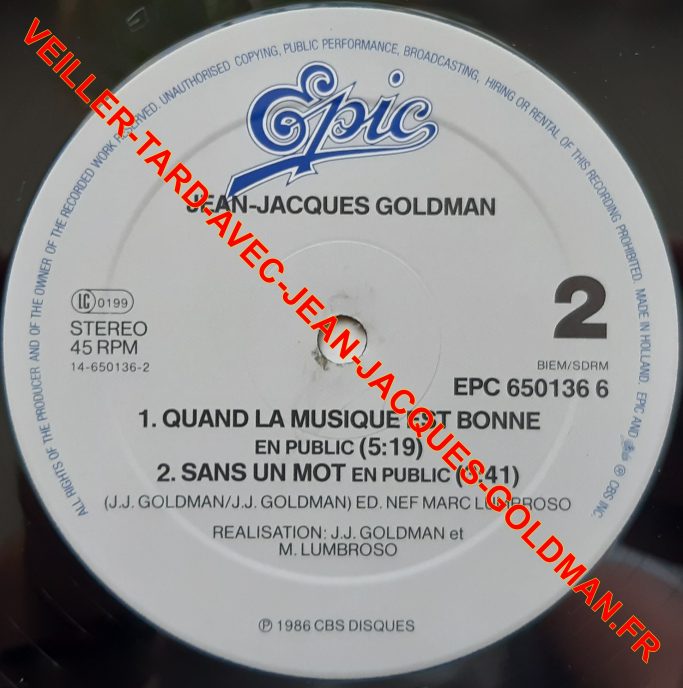 ALL RIGHTS OF THE PRODUCER AND OF THE OWNER OF THE RECORDED WORK RESERVED. UNAUTHORISED COPYING, PUBLIC PERFORMANCE, BROADCASTING, HIRING OR RENTAL OF THIS RECORDING PROHIBITED. MADE IN HOLLAND. EPIC AND ℗ CBS INC.
Epic
JEAN-JACQUES GOLDMAN
LC 0199
STEREO
45 RPM
14-650136-2
2
BIEM/SDRM
EPC 650136 6
1. QUAND LA MUSIQUE EST BONNE
EN PUBLIC (5:19)
2. SANS UN MOT EN PUBLIC
(J.J. GOLDMAN/J.J. GOLDMAN) ED. NEF MARC LUMBROSO
REALISATION: J.J. GOLDMAN et
M. LUMBROSO
℗ 1986 CBS DISQUES
VEILLER-TARD-AVEC-JEAN-JACQUES-GOLDMAN.FR